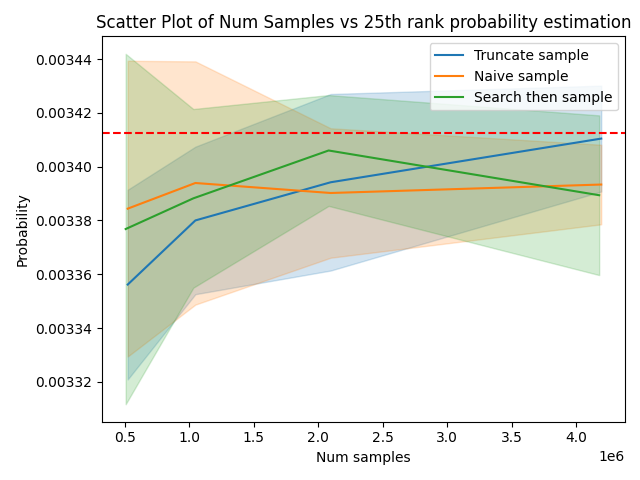 Scatter Plot of Num Samples vs 25th rank probability estimation
Truncate sample
Naive sample
Search then sample
Probability
0.00344
0.00342
0.00340
0.00338
0.00336
0.00334
0.00332
0.5 1.0 1.5 2.0 2.5 3.0 3.5 4.0
1e6
Num samples